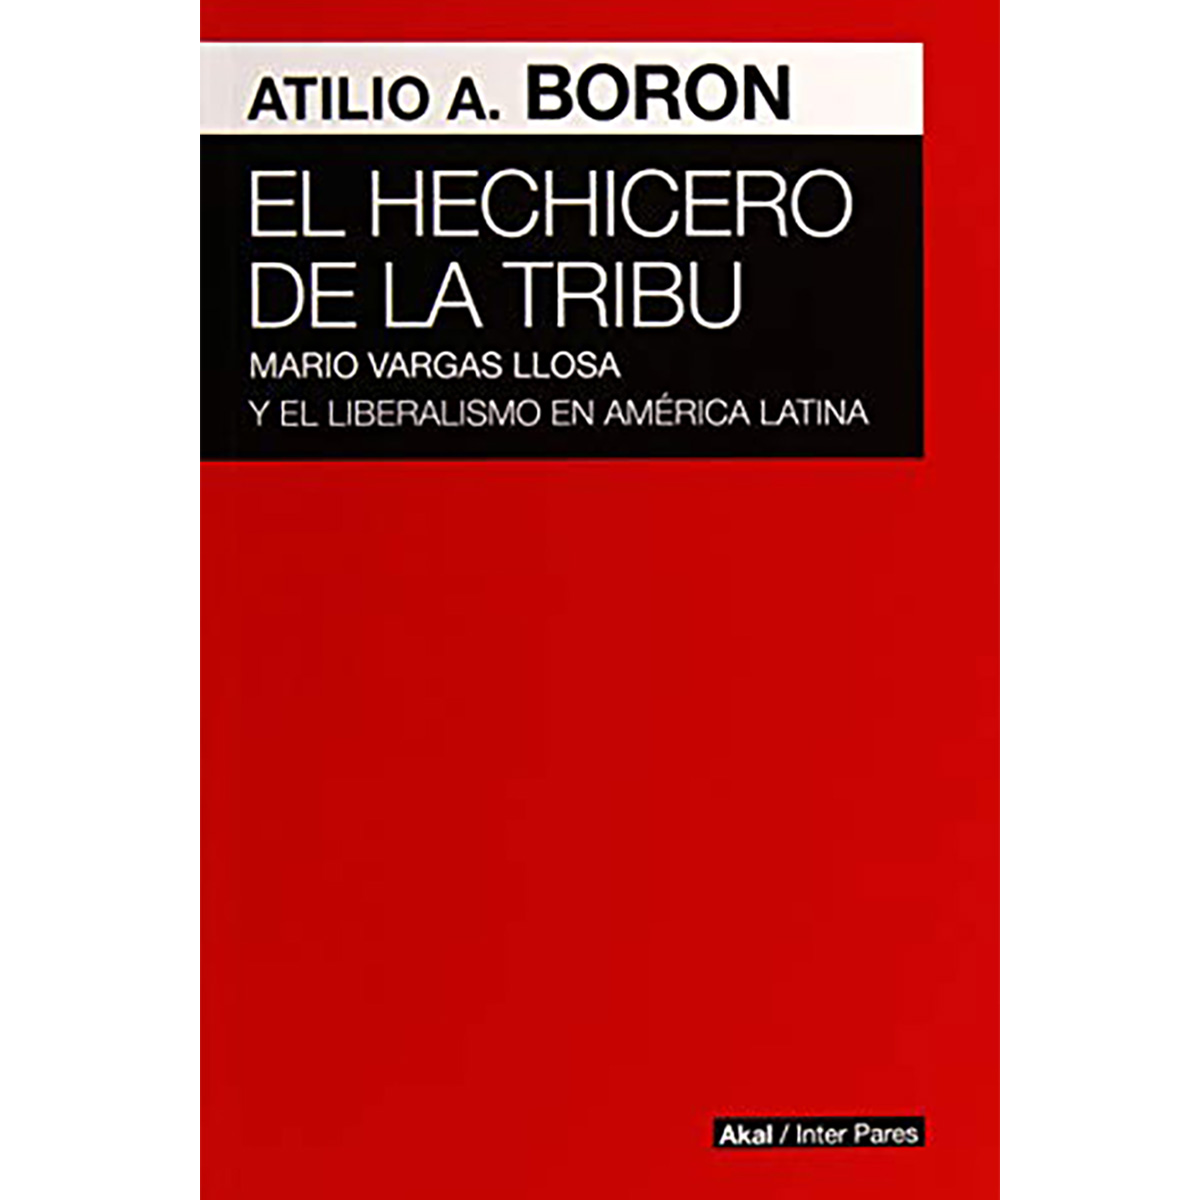 ATILIO A. BORON
EL HECHICERO
DE LA TRIBU
MARIO VARGAS LLOSA
Y EL LIBERALISMO EN AMÉRICA LATINA
Akal / Inter Pares